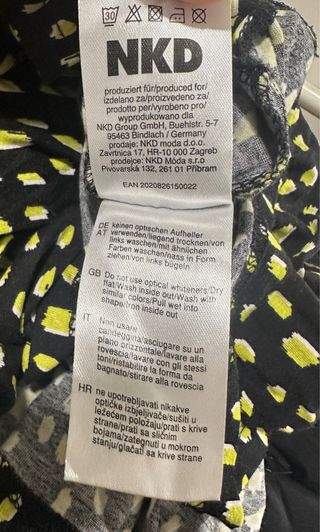 30
NKD
produziert für/produced for/
izdelano za/proizvedeno za/
prodotto per/vyrobeno pro/
wyprodukowano dla
NKD Group GmbH, Buehlstr. 5-7
95463 Bindlach / Germany
prodaje: NKD moda d.o.o.
Zavrtnica 17, HR-10 000 Zagreb
prodejce: NKD Móda s.r.o
Pivovarská 132, 261 01 Příbram
EAN 2020826150022
DE keinen optischen Aufheller
AT verwenden/liegend trocknen/von
links waschen/mit ähnlichen
Farben waschen/nass in Form
ziehen/von links bügeln
GB Do not use optical whiteners/Dry
flat/Wash inside out/Wash with
similar colors/Pull wet into
shape/Iron inside out
IT Non usare
candeggina/asciugare su un
piano orizzontale/lavare alla
rovescia/lavare con gli stessi
toni/ristabilire la forma da
bagnato/stirare alla rovescia
HR ne upotrebljavati nikakve
optičke izbjeljivače/sušiti u
ležećem položaju/prati s krive
strane/prati sa sličnim
bojama/zategnuti u mokrom
stanju/glačati sa krive strane